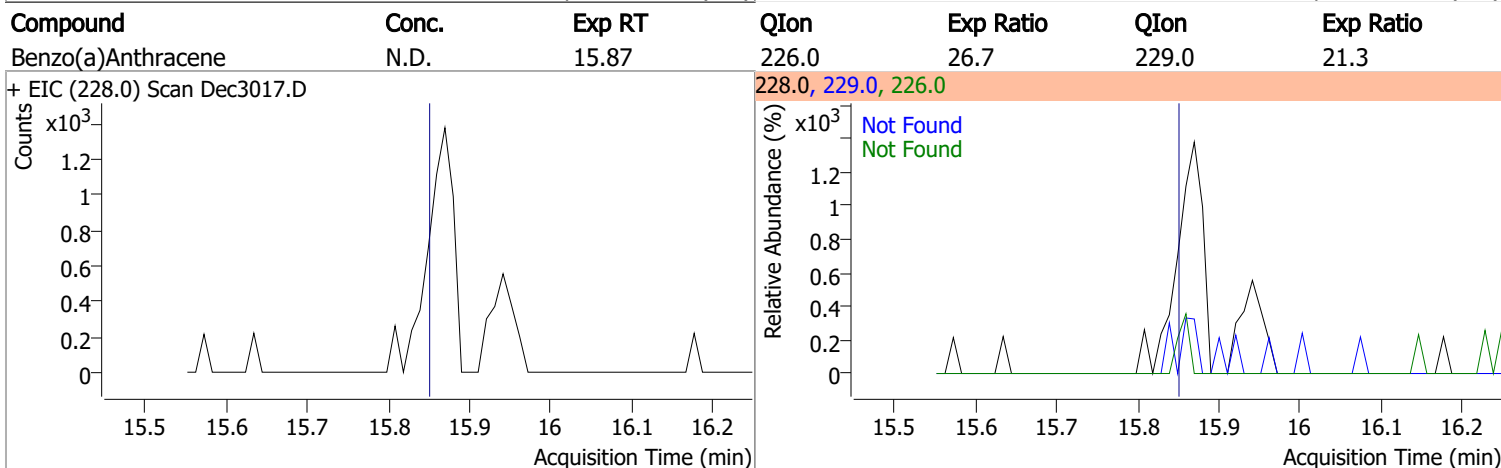 Compound Conc. Exp RT QIon Exp Ratio QIon Exp Ratio
Benzo(a)Anthracene N.D. 15.87 226.0 26.7 229.0 21.3
+ EIC (228.0) Scan Dec3017.D
Counts
x10³
1.2
1
0.8
0.6
0.4
0.2
0
15.5 15.6 15.7 15.8 15.9 16 16.1 16.2
Acquisition Time (min)
228.0, 229.0, 226.0
Relative Abundance (%)
x10³
Not Found
Not Found
1.2
1
0.8
0.6
0.4
0.2
0
15.5 15.6 15.7 15.8 15.9 16 16.1 16.2
Acquisition Time (min)